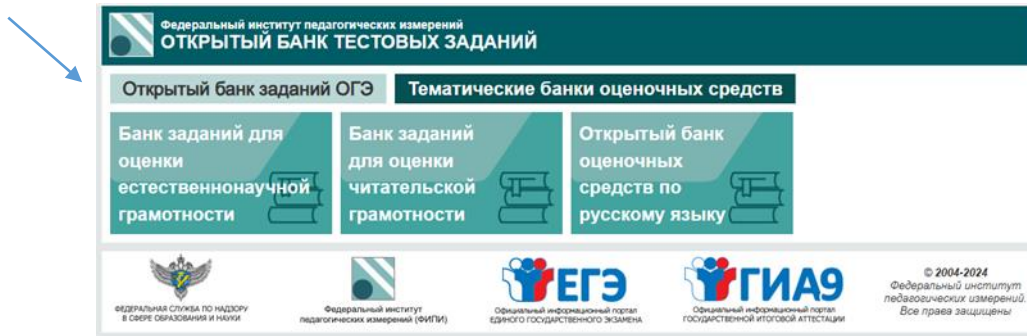 Федеральный институт педагогических измерений
ОТКРЫТЫЙ БАНК ТЕСТОВЫХ ЗАДАНИЙ
Открытый банк заданий ОГЭ
Тематические банки оценочных средств
Банк заданий для
оценки
естественнонаучной
грамотности
Банк заданий
для оценки
читательской
грамотности
Открытый банк
оценочных
средств по
русскому языку
ФЕДЕРАЛЬНАЯ СЛУЖБА ПО НАДЗОРУ
В СФЕРЕ ОБРАЗОВАНИЯ И НАУКИ
Федеральный институт
педагогических измерений (ФИПИ)
ЕГЭ
Официальный информационный портал
ЕДИНОГО ГОСУДАРСТВЕННОГО ЭКЗАМЕНА
ГИА9
Официальный информационный портал
ГОСУДАРСТВЕННОЙ ИТОГОВОЙ АТТЕСТАЦИИ
© 2004-2024
Федеральный институт
педагогических измерений.
Все права защищены